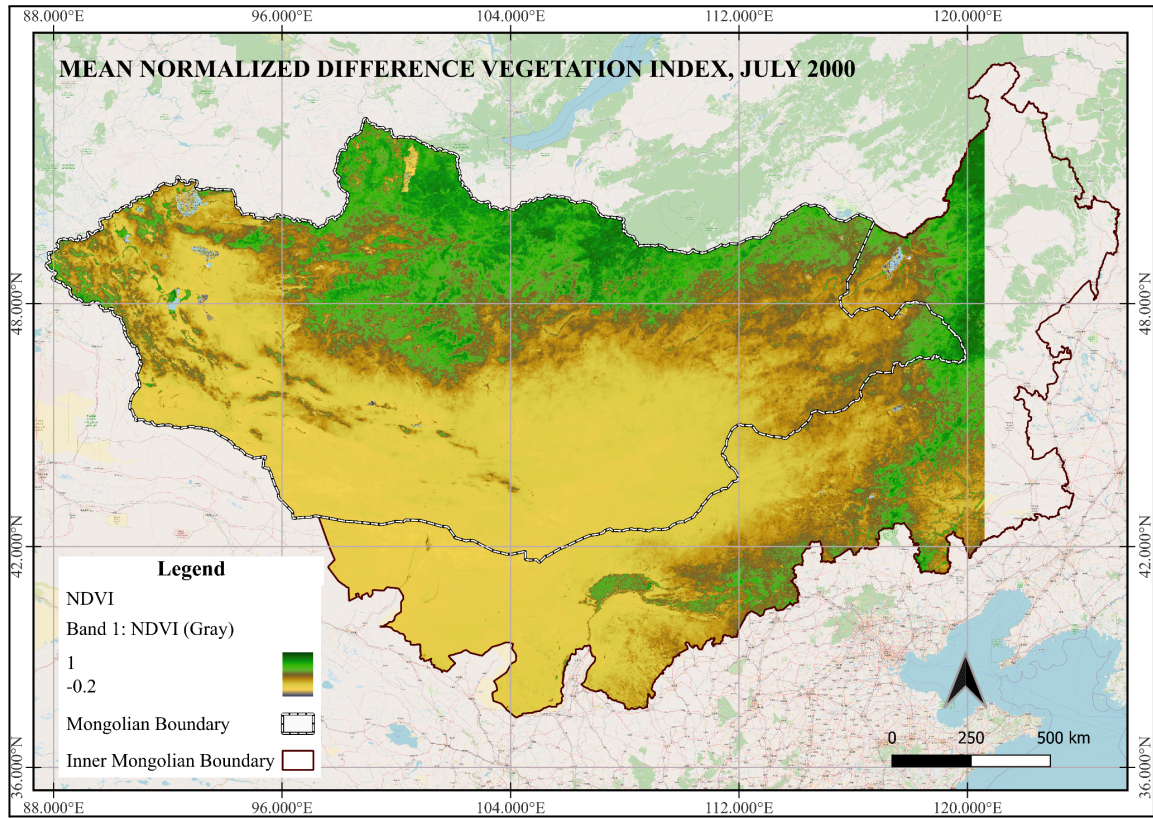 88.000°E 96.000°E 104.000°E 112.000°E 120.000°E
MEAN NORMALIZED DIFFERENCE VEGETATION INDEX, JULY 2000
48.000°N 48.000°N
42.000°N 42.000°N
Legend
NDVI
Band 1: NDVI (Gray)
1
-0.2
Mongolian Boundary
Inner Mongolian Boundary
0 250 500 km
36.000°N 36.000°N
88.000°E 96.000°E 104.000°E 112.000°E 120.000°E